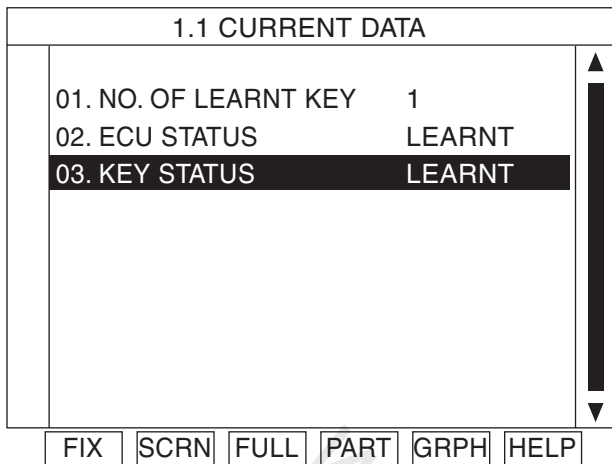 1.1 CURRENT DATA
01. NO. OF LEARNT KEY 1
02. ECU STATUS LEARNT
03. KEY STATUS LEARNT
FIX SCRN FULL PART GRPH HELP